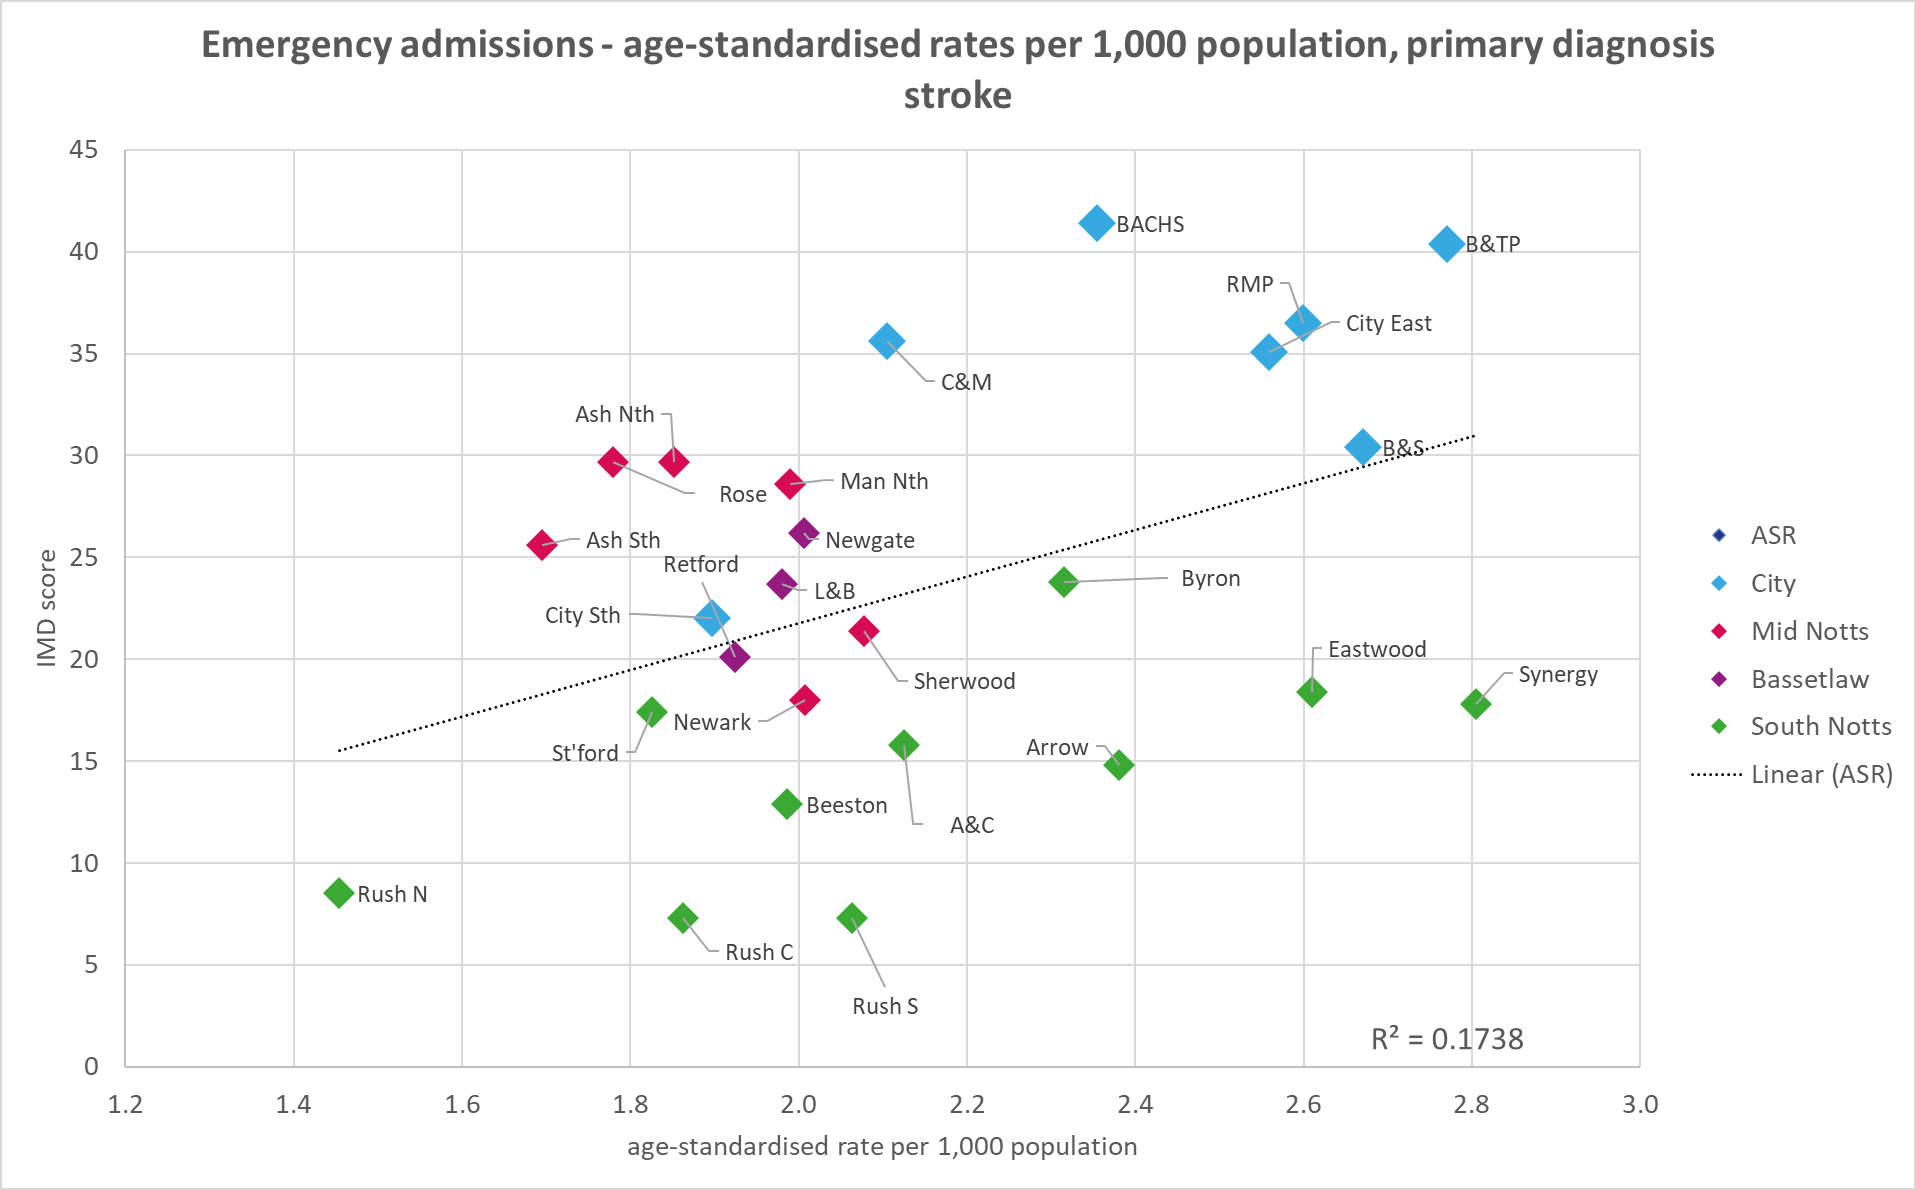 Emergency admissions - age-standardised rates per 1,000 population, primary diagnosis
stroke
45
40
35
30
25
20
15
10
5
0
IMD score
BACHS
B&TP
RMP
City East
C&M
Ash Nth
B&S
Rose
Man Nth
Ash Sth
Newgate
Retford
Byron
L&B
City Sth
Eastwood
Synergy
Sherwood
Newark
St'ford
Arrow
Beeston
A&C
Rush N
Rush C
Rush S
R² = 0.1738
1.2
1.4
1.6
1.8
2.0
2.2
2.4
2.6
2.8
3.0
age-standardised rate per 1,000 population
ASR
City
Mid Notts
Bassetlaw
South Notts
Linear (ASR)